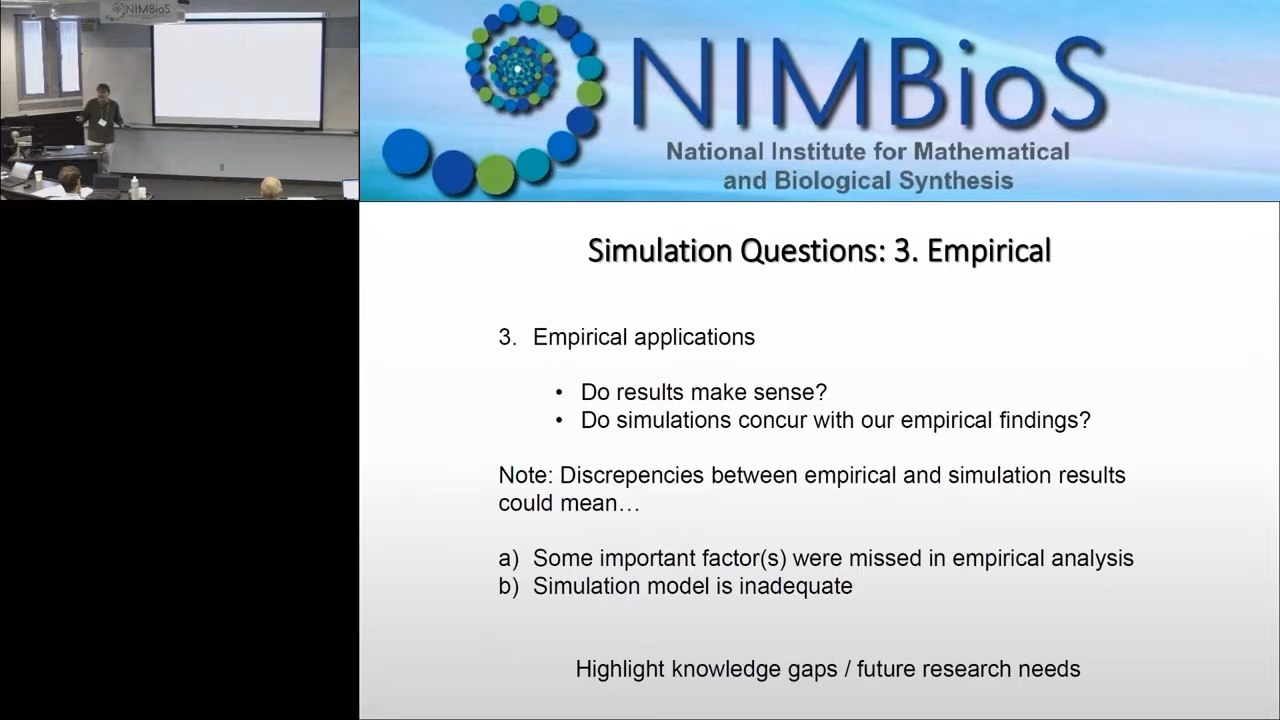 NIMBioS
NIMBioS
National Institute for Mathematical
and Biological Synthesis
Simulation Questions: 3. Empirical
3. Empirical applications
• Do results make sense?
• Do simulations concur with our empirical findings?
Note: Discrepencies between empirical and simulation results
could mean…
a) Some important factor(s) were missed in empirical analysis
b) Simulation model is inadequate
Highlight knowledge gaps / future research needs